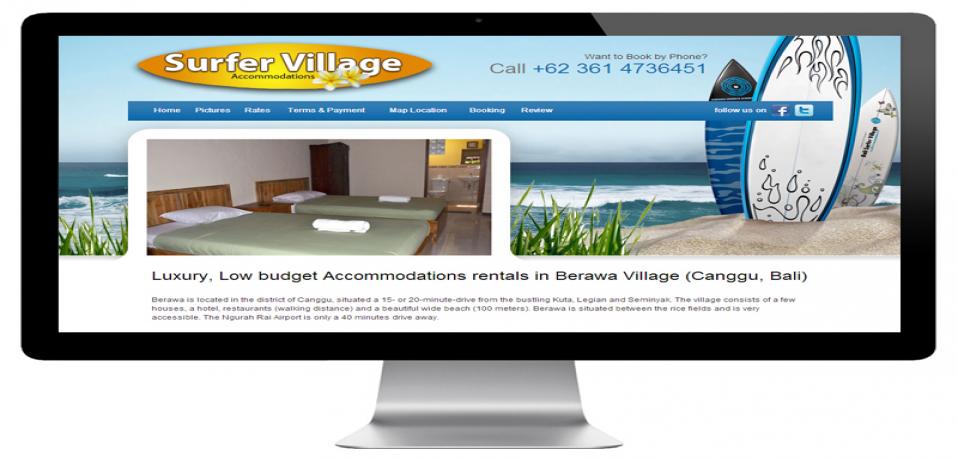 Surfer Village
Accommodations
Want to Book by Phone?
Call +62 361 4736451
Home Pictures Rates Terms & Payment Map Location Booking Review follow us on
Luxury, Low budget Accommodations rentals in Berawa Village (Canggu, Bali)
Berawa is located in the district of Canggu, situated a 15- or 20-minute-drive from the bustling Kuta, Legian and Seminyak. The village consists of a few
houses, a hotel, restaurants (walking distance) and a beautiful wide beach (100 meters). Berawa is situated between the rice fields and is very
accessible. The Ngurah Rai Airport is only a 40 minutes drive away.